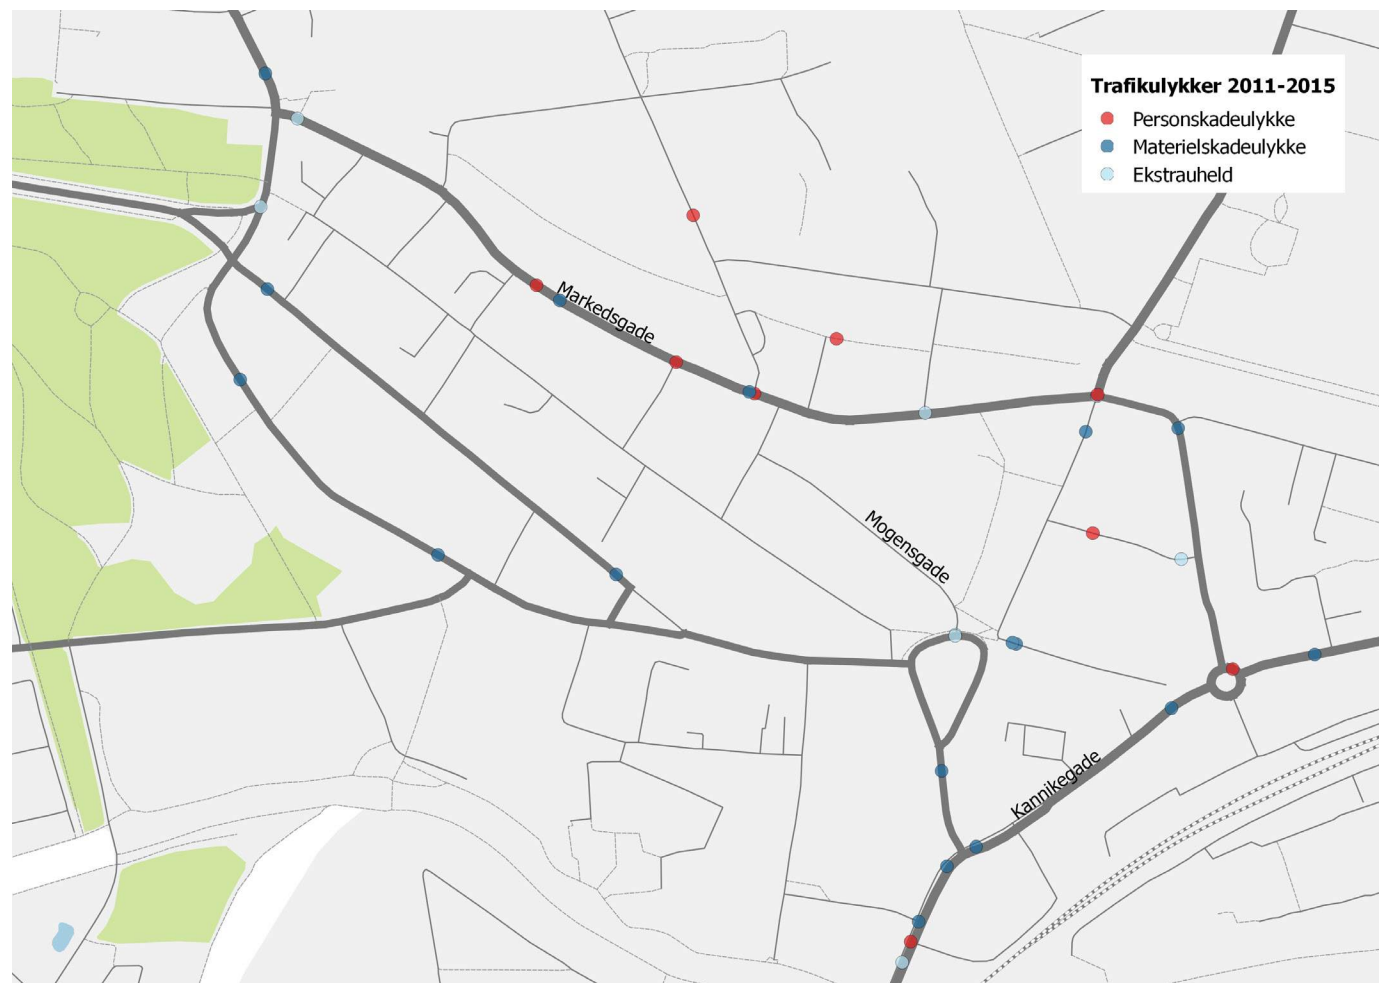 Trafikulykker 2011-2015
Personskadeulykke
Materielskadeulykke
Ekstrauheld
Markedsgade
Mogensgade
Kannikegade